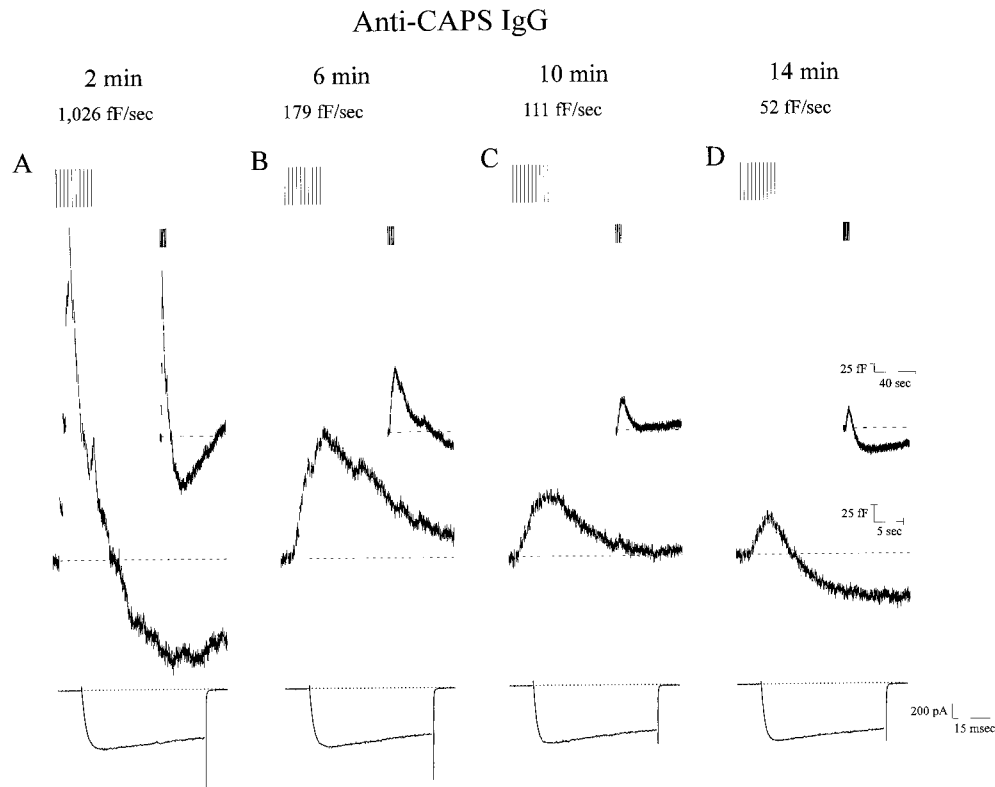 Anti-CAPS IgG
2 min
6 min
10 min
14 min
1,026 fF/sec
179 fF/sec
111 fF/sec
52 fF/sec
A
B
C
D
25 fF
40 sec
25 fF
5 sec
200 pA
15 msec